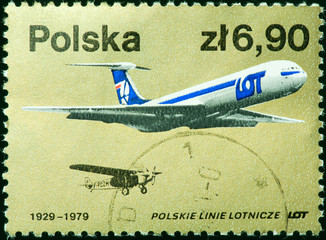 Polska zł6,90
LOT
1929-1979 POLSKIE LINIE LOTNICZE LOT